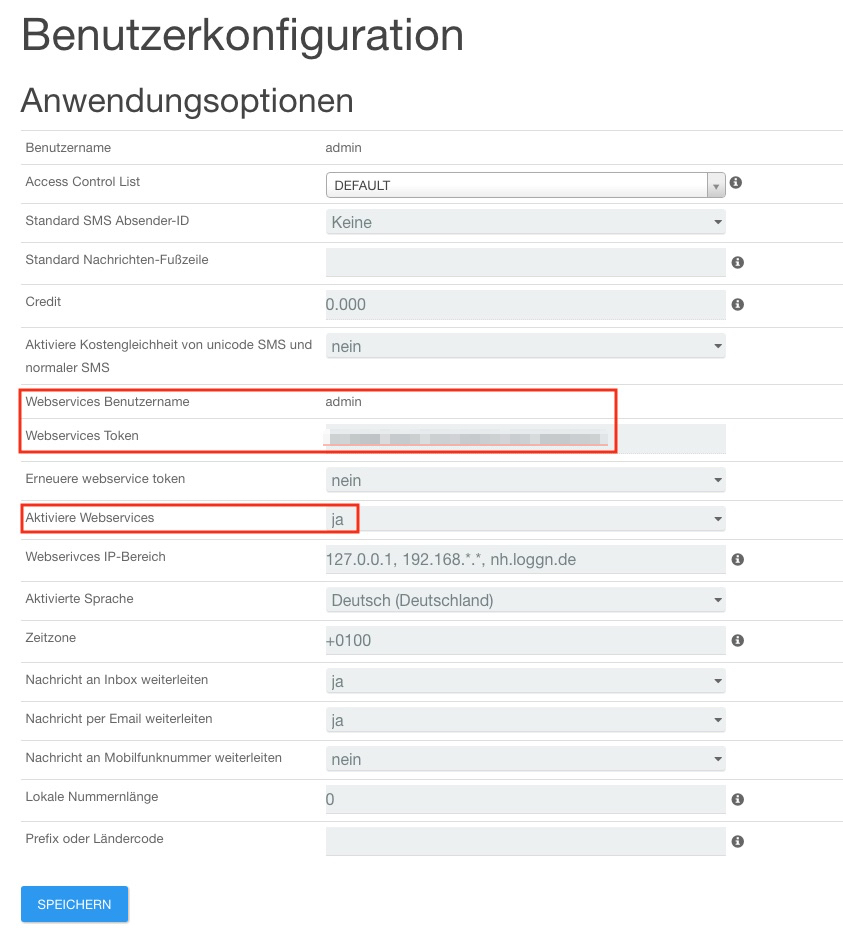 Benutzerkonfiguration
Anwendungsoptionen
Benutzername admin
Access Control List DEFAULT
Standard SMS Absender-ID Keine
Standard Nachrichten-Fußzeile
Credit 0.000
Aktiviere Kostengleichheit von unicode SMS und nein
normaler SMS
Webservices Benutzername admin
Webservices Token
Erneuere webservice token nein
Aktiviere Webservices ja
Webserivces IP-Bereich 127.0.0.1, 192.168.*.*, nh.loggn.de
Aktivierte Sprache Deutsch (Deutschland)
Zeitzone +0100
Nachricht an Inbox weiterleiten ja
Nachricht per Email weiterleiten ja
Nachricht an Mobilfunknummer weiterleiten nein
Lokale Nummernlänge 0
Prefix oder Ländercode
SPEICHERN